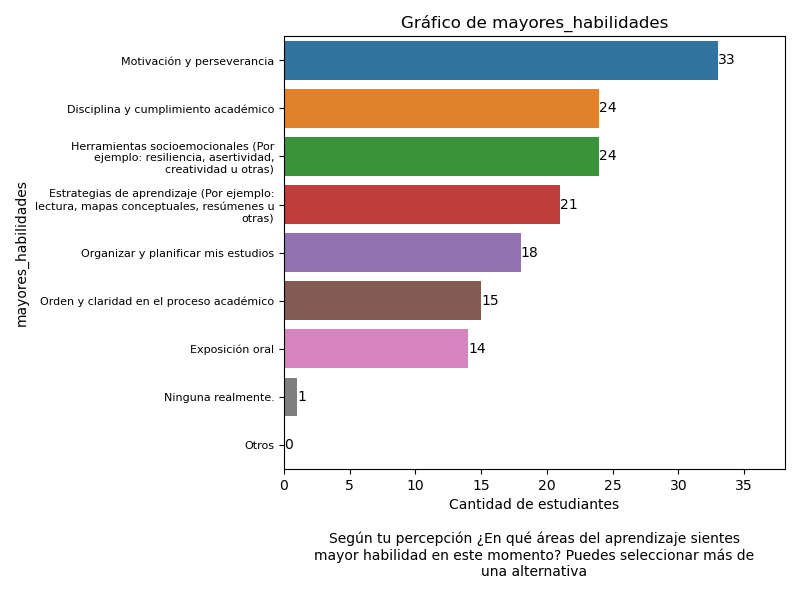 Gráfico de mayores_habilidades
mayores_habilidades
Motivación y perseverancia
33
Disciplina y cumplimiento académico
24
Herramientas socioemocionales (Por
ejemplo: resiliencia, asertividad,
creatividad u otras)
24
Estrategias de aprendizaje (Por ejemplo:
lectura, mapas conceptuales, resúmenes u
otras)
21
Organizar y planificar mis estudios
18
Orden y claridad en el proceso académico
15
Exposición oral
14
Ninguna realmente.
1
Otros
0
0 5 10 15 20 25 30 35
Cantidad de estudiantes
Según tu percepción ¿En qué áreas del aprendizaje sientes
mayor habilidad en este momento? Puedes seleccionar más de
una alternativa